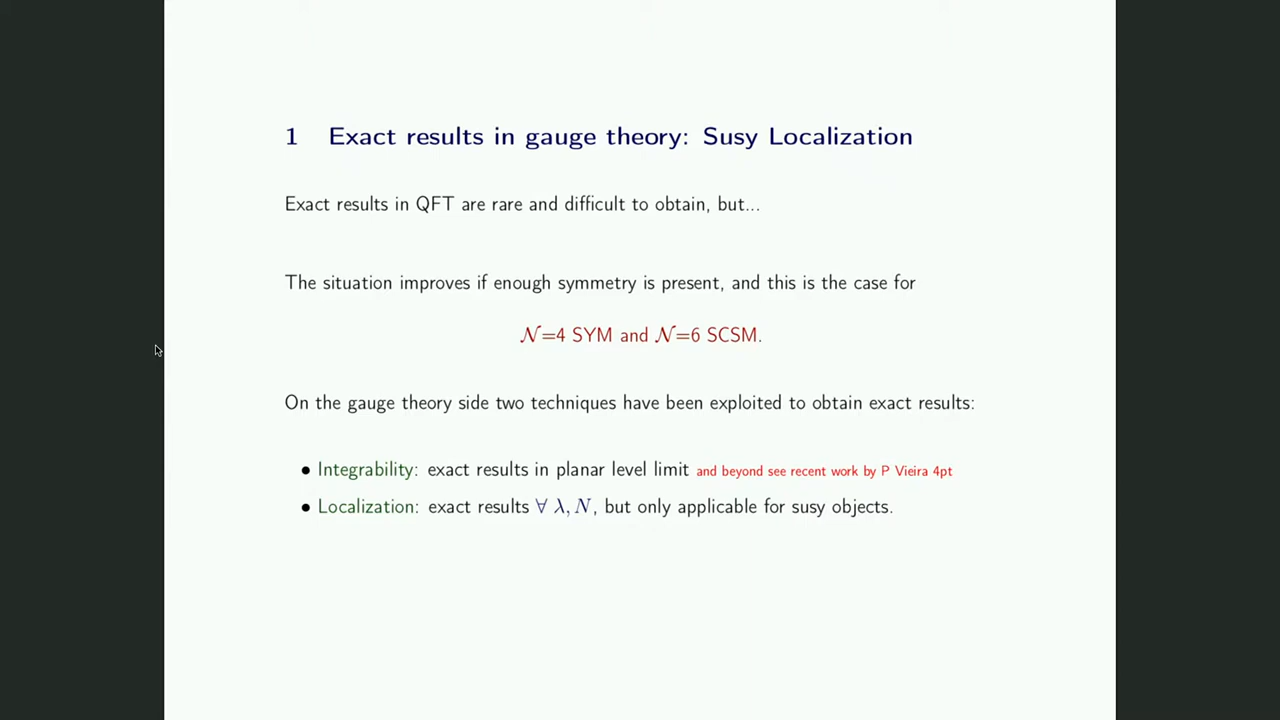 1 Exact results in gauge theory: Susy Localization
Exact results in QFT are rare and difficult to obtain, but...
The situation improves if enough symmetry is present, and this is the case for
𝒩=4 SYM and 𝒩=6 SCSM.
On the gauge theory side two techniques have been exploited to obtain exact results:
• Integrability: exact results in planar level limit and beyond see recent work by P Vieira 4pt
• Localization: exact results ∀ λ, N, but only applicable for susy objects.